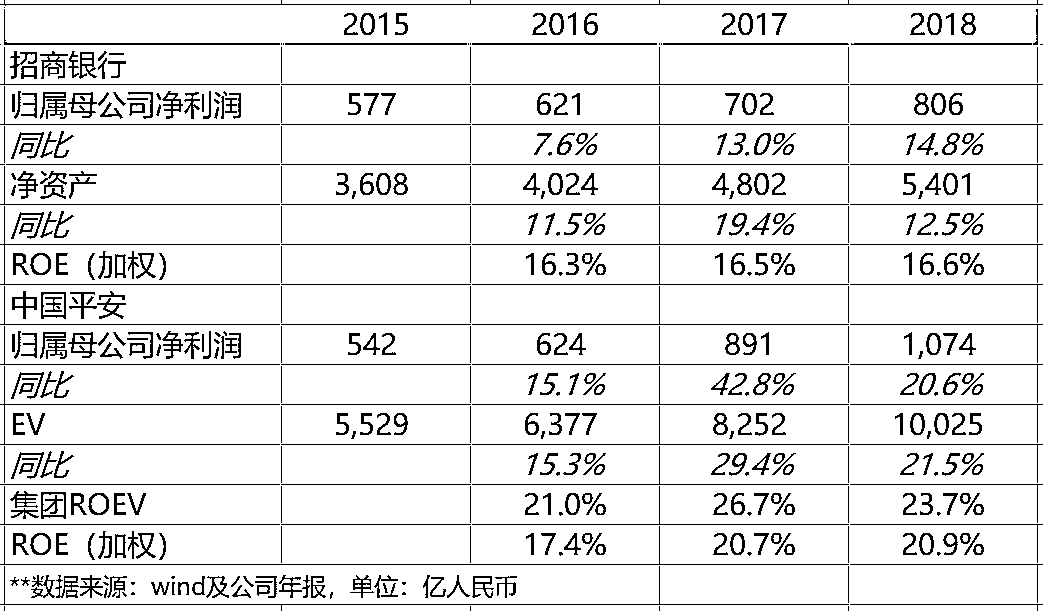 2015 2016 2017 2018
招商银行
归属母公司净利润 577 621 702 806
同比 7.6% 13.0% 14.8%
净资产 3,608 4,024 4,802 5,401
同比 11.5% 19.4% 12.5%
ROE（加权） 16.3% 16.5% 16.6%
中国平安
归属母公司净利润 542 624 891 1,074
同比 15.1% 42.8% 20.6%
EV 5,529 6,377 8,252 10,025
同比 15.3% 29.4% 21.5%
集团ROEV 21.0% 26.7% 23.7%
ROE（加权） 17.4% 20.7% 20.9%
**数据来源：wind及公司年报，单位：亿人民币